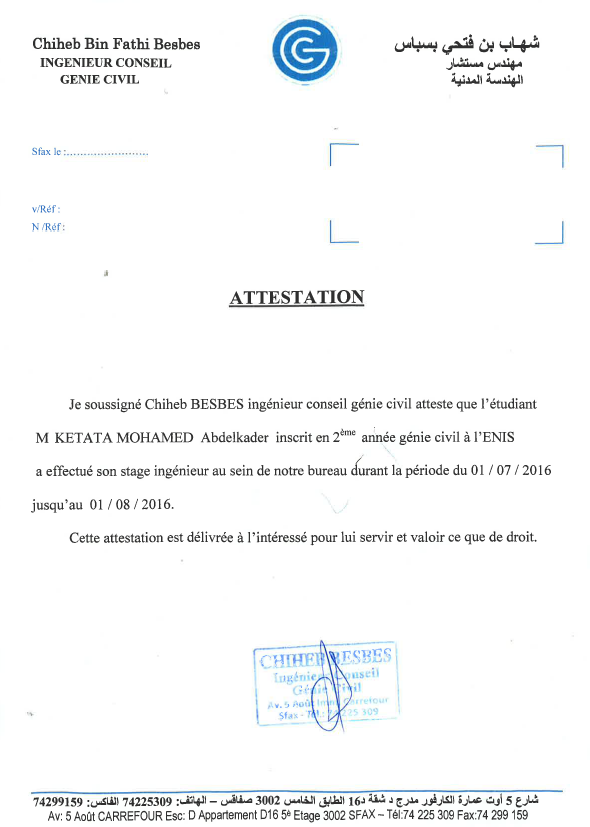 Chiheb Bin Fathi Besbes
INGENIEUR CONSEIL
GENIE CIVIL
شهاب بن فتحي بسباس
مهندس مستشار
الهندسة المدنية
Sfax le :........................
v/Réf :
N /Réf :
ATTESTATION
Je soussigné Chiheb BESBES ingénieur conseil génie civil atteste que l'étudiant
M KETATA MOHAMED Abdelkader inscrit en 2ème année génie civil à l'ENIS
a effectué son stage ingénieur au sein de notre bureau durant la période du 01 / 07 / 2016
jusqu'au 01 / 08 / 2016.
Cette attestation est délivrée à l'intéressé pour lui servir et valoir ce que de droit.
CHIHEB BESBES
Ingénieur Conseil
Génie Civil
Av. 5 Août Imm. Carrefour
Sfax - Tél.: 74 225 309
شارع 5 أوت عمارة الكارفور مدرج د شقة د16 الطابق الخامس 3002 صفاقس – الهاتف: 74225309 الفاكس: 74299159
Av: 5 Août CARREFOUR Esc: D Appartement D16 5è Etage 3002 SFAX – Tél:74 225 309 Fax:74 299 159